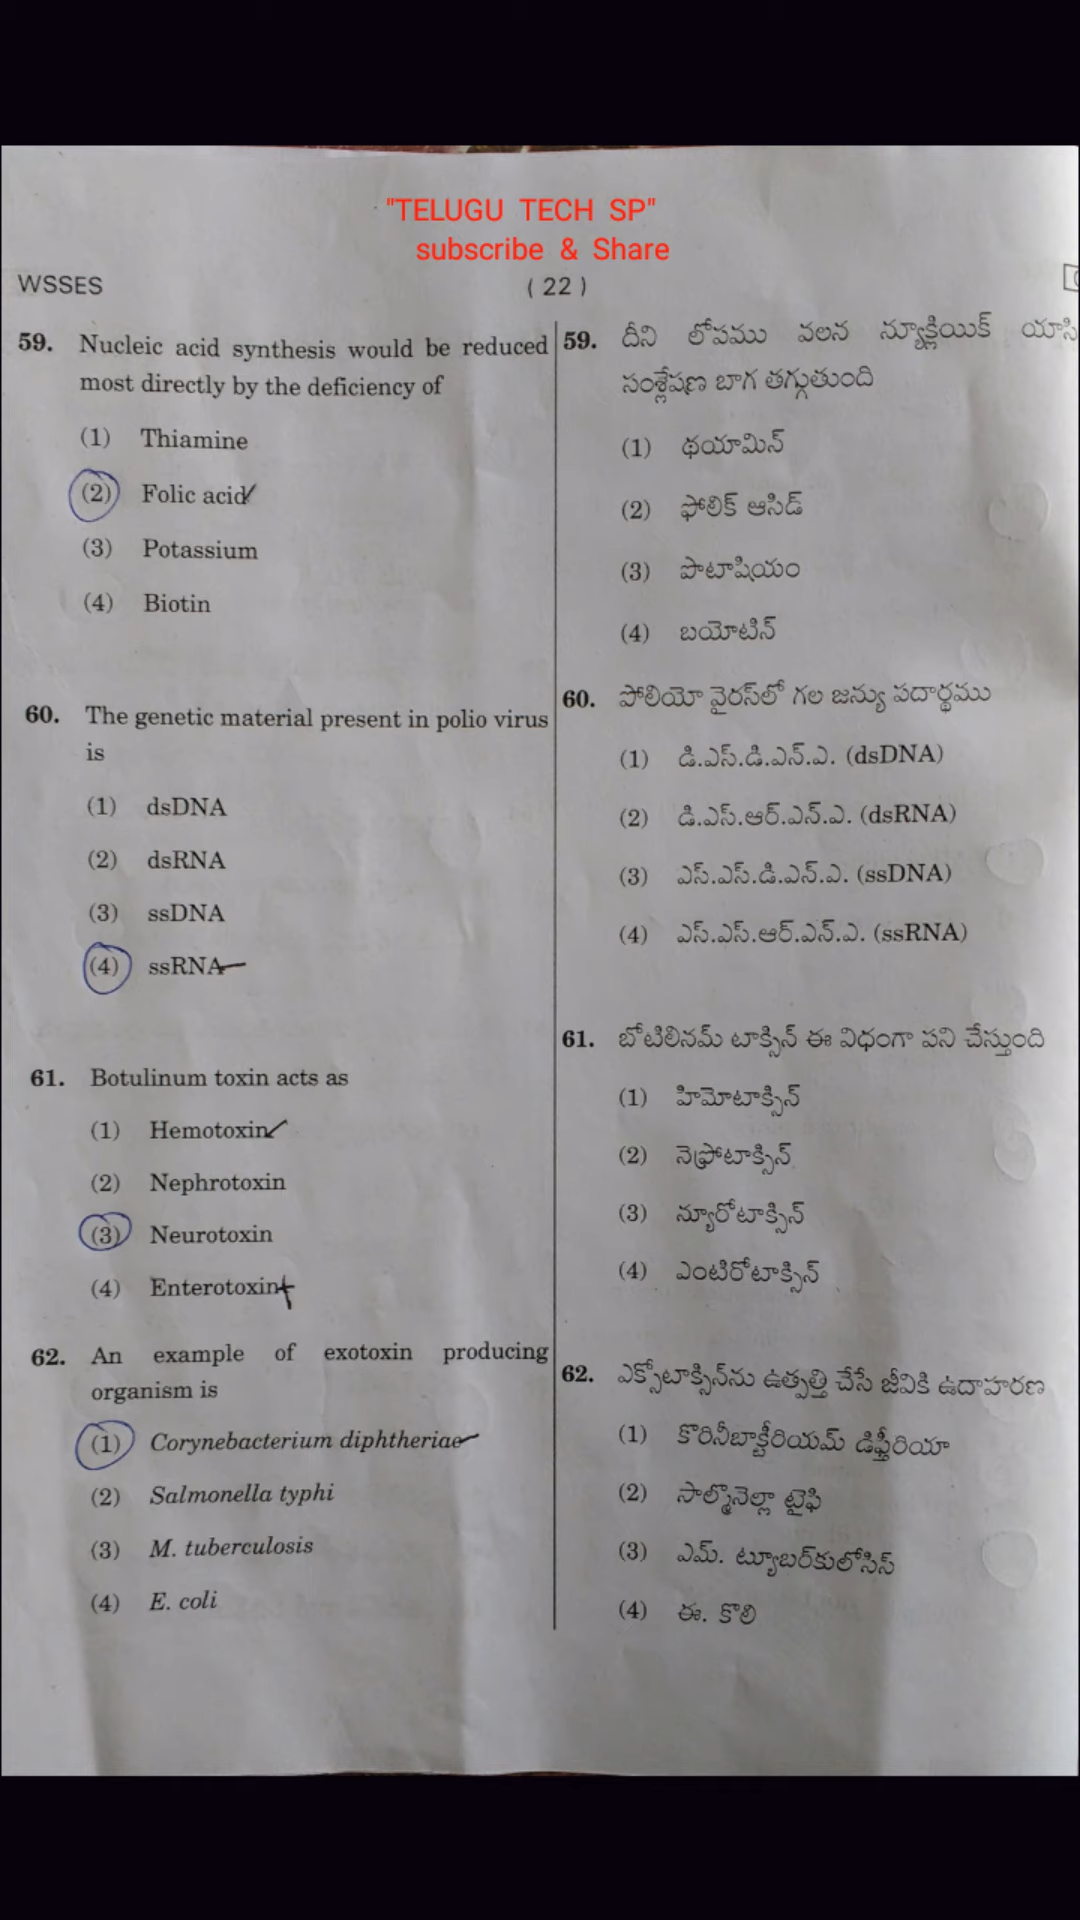 "TELUGU TECH SP"
subscribe & Share
WSSES
( 22 )
59. Nucleic acid synthesis would be reduced
most directly by the deficiency of
(1) Thiamine
(2) Folic acid
(3) Potassium
(4) Biotin
60. The genetic material present in polio virus
is
(1) dsDNA
(2) dsRNA
(3) ssDNA
(4) ssRNA
61. Botulinum toxin acts as
(1) Hemotoxin
(2) Nephrotoxin
(3) Neurotoxin
(4) Enterotoxin
62. An example of exotoxin producing
organism is
(1) Corynebacterium diphtheriae
(2) Salmonella typhi
(3) M. tuberculosis
(4) E. coli
59. దీని లోపము వలన న్యూక్లియిక్ యాసి
సంశ్లేషణ బాగ తగ్గుతుంది
(1) థయామిన్
(2) ఫోలిక్ ఆసిడ్
(3) పొటాషియం
(4) బయోటిన్
60. పోలియో వైరస్‌లో గల జన్యు పదార్థము
(1) డి.ఎస్.డి.ఎన్.ఎ. (dsDNA)
(2) డి.ఎస్.ఆర్.ఎన్.ఎ. (dsRNA)
(3) ఎస్.ఎస్.డి.ఎన్.ఎ. (ssDNA)
(4) ఎస్.ఎస్.ఆర్.ఎన్.ఎ. (ssRNA)
61. బోటిలినమ్ టాక్సిన్ ఈ విధంగా పని చేస్తుంది
(1) హిమోటాక్సిన్
(2) నెఫ్రోటాక్సిన్
(3) న్యూరోటాక్సిన్
(4) ఎంటిరోటాక్సిన్
62. ఎక్సోటాక్సిన్‌ను ఉత్పత్తి చేసే జీవికి ఉదాహరణ
(1) కొరినీబాక్టీరియమ్ డిఫ్తీరియా
(2) సాల్మొనెల్లా టైఫి
(3) ఎమ్. ట్యూబర్‌కులోసిస్
(4) ఈ. కొలి